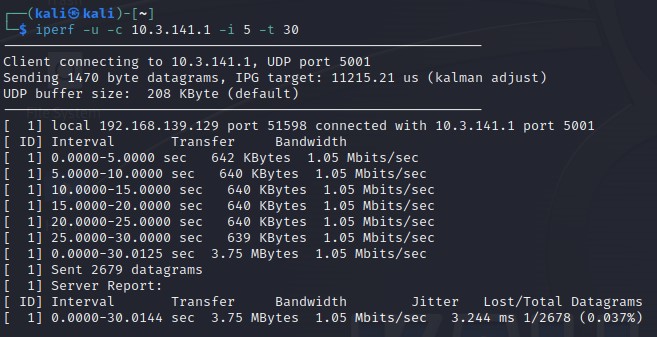 (kali㉿kali)-[~]
$ iperf -u -c 10.3.141.1 -i 5 -t 30
Client connecting to 10.3.141.1, UDP port 5001
Sending 1470 byte datagrams, IPG target: 11215.21 us (kalman adjust)
UDP buffer size:  208 KByte (default)
[  1] local 192.168.139.129 port 51598 connected with 10.3.141.1 port 5001
[ ID] Interval       Transfer     Bandwidth
[  1] 0.0000-5.0000 sec   642 KBytes  1.05 Mbits/sec
[  1] 5.0000-10.0000 sec   640 KBytes  1.05 Mbits/sec
[  1] 10.0000-15.0000 sec   640 KBytes  1.05 Mbits/sec
[  1] 15.0000-20.0000 sec   640 KBytes  1.05 Mbits/sec
[  1] 20.0000-25.0000 sec   640 KBytes  1.05 Mbits/sec
[  1] 25.0000-30.0000 sec   639 KBytes  1.05 Mbits/sec
[  1] 0.0000-30.0125 sec  3.75 MBytes  1.05 Mbits/sec
[  1] Sent 2679 datagrams
[  1] Server Report:
[ ID] Interval       Transfer     Bandwidth        Jitter   Lost/Total Datagrams
[  1] 0.0000-30.0144 sec  3.75 MBytes  1.05 Mbits/sec   3.244 ms 1/2678 (0.037%)